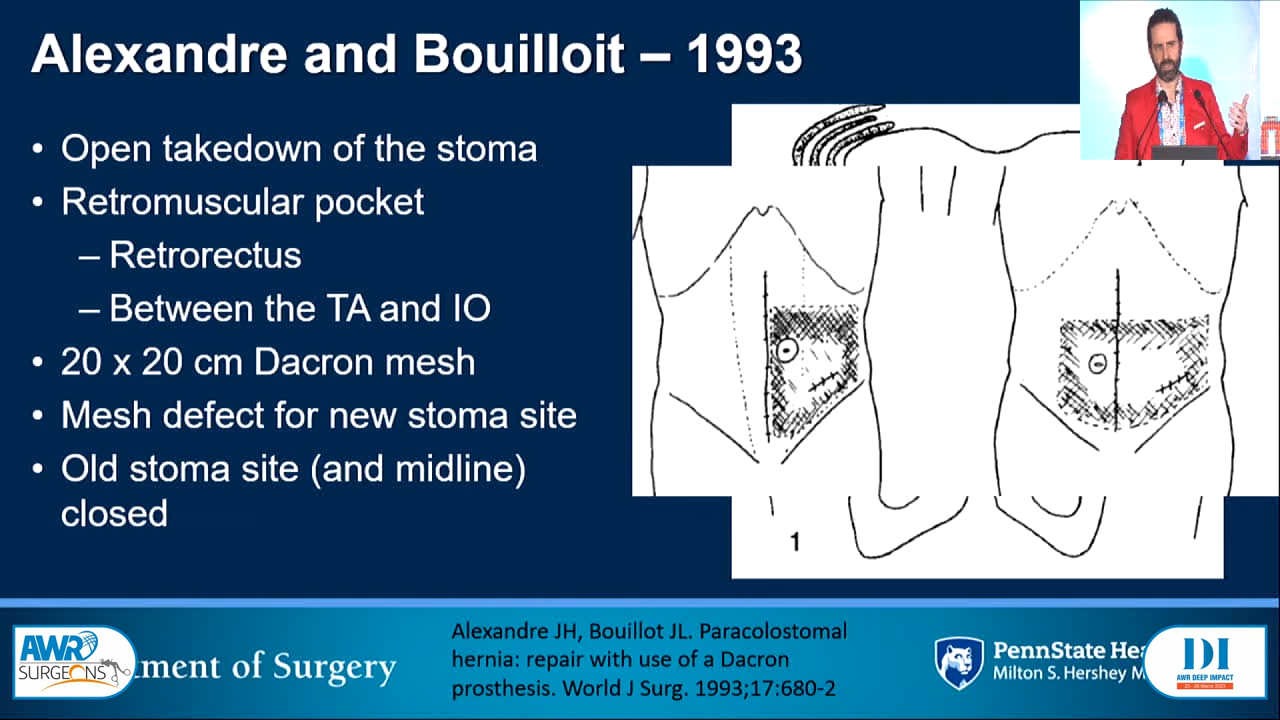 Alexandre and Bouilloit – 1993
• Open takedown of the stoma
• Retromuscular pocket
– Retrorectus
– Between the TA and IO
• 20 x 20 cm Dacron mesh
• Mesh defect for new stoma site
• Old stoma site (and midline)
closed
1
AWR
SURGEONS
ment of Surgery
Alexandre JH, Bouillot JL. Paracolostomal
hernia: repair with use of a Dacron
prosthesis. World J Surg. 1993;17:680-2
PennState Hea
Milton S. Hershey M
DI
AWR DEEP IMPACT